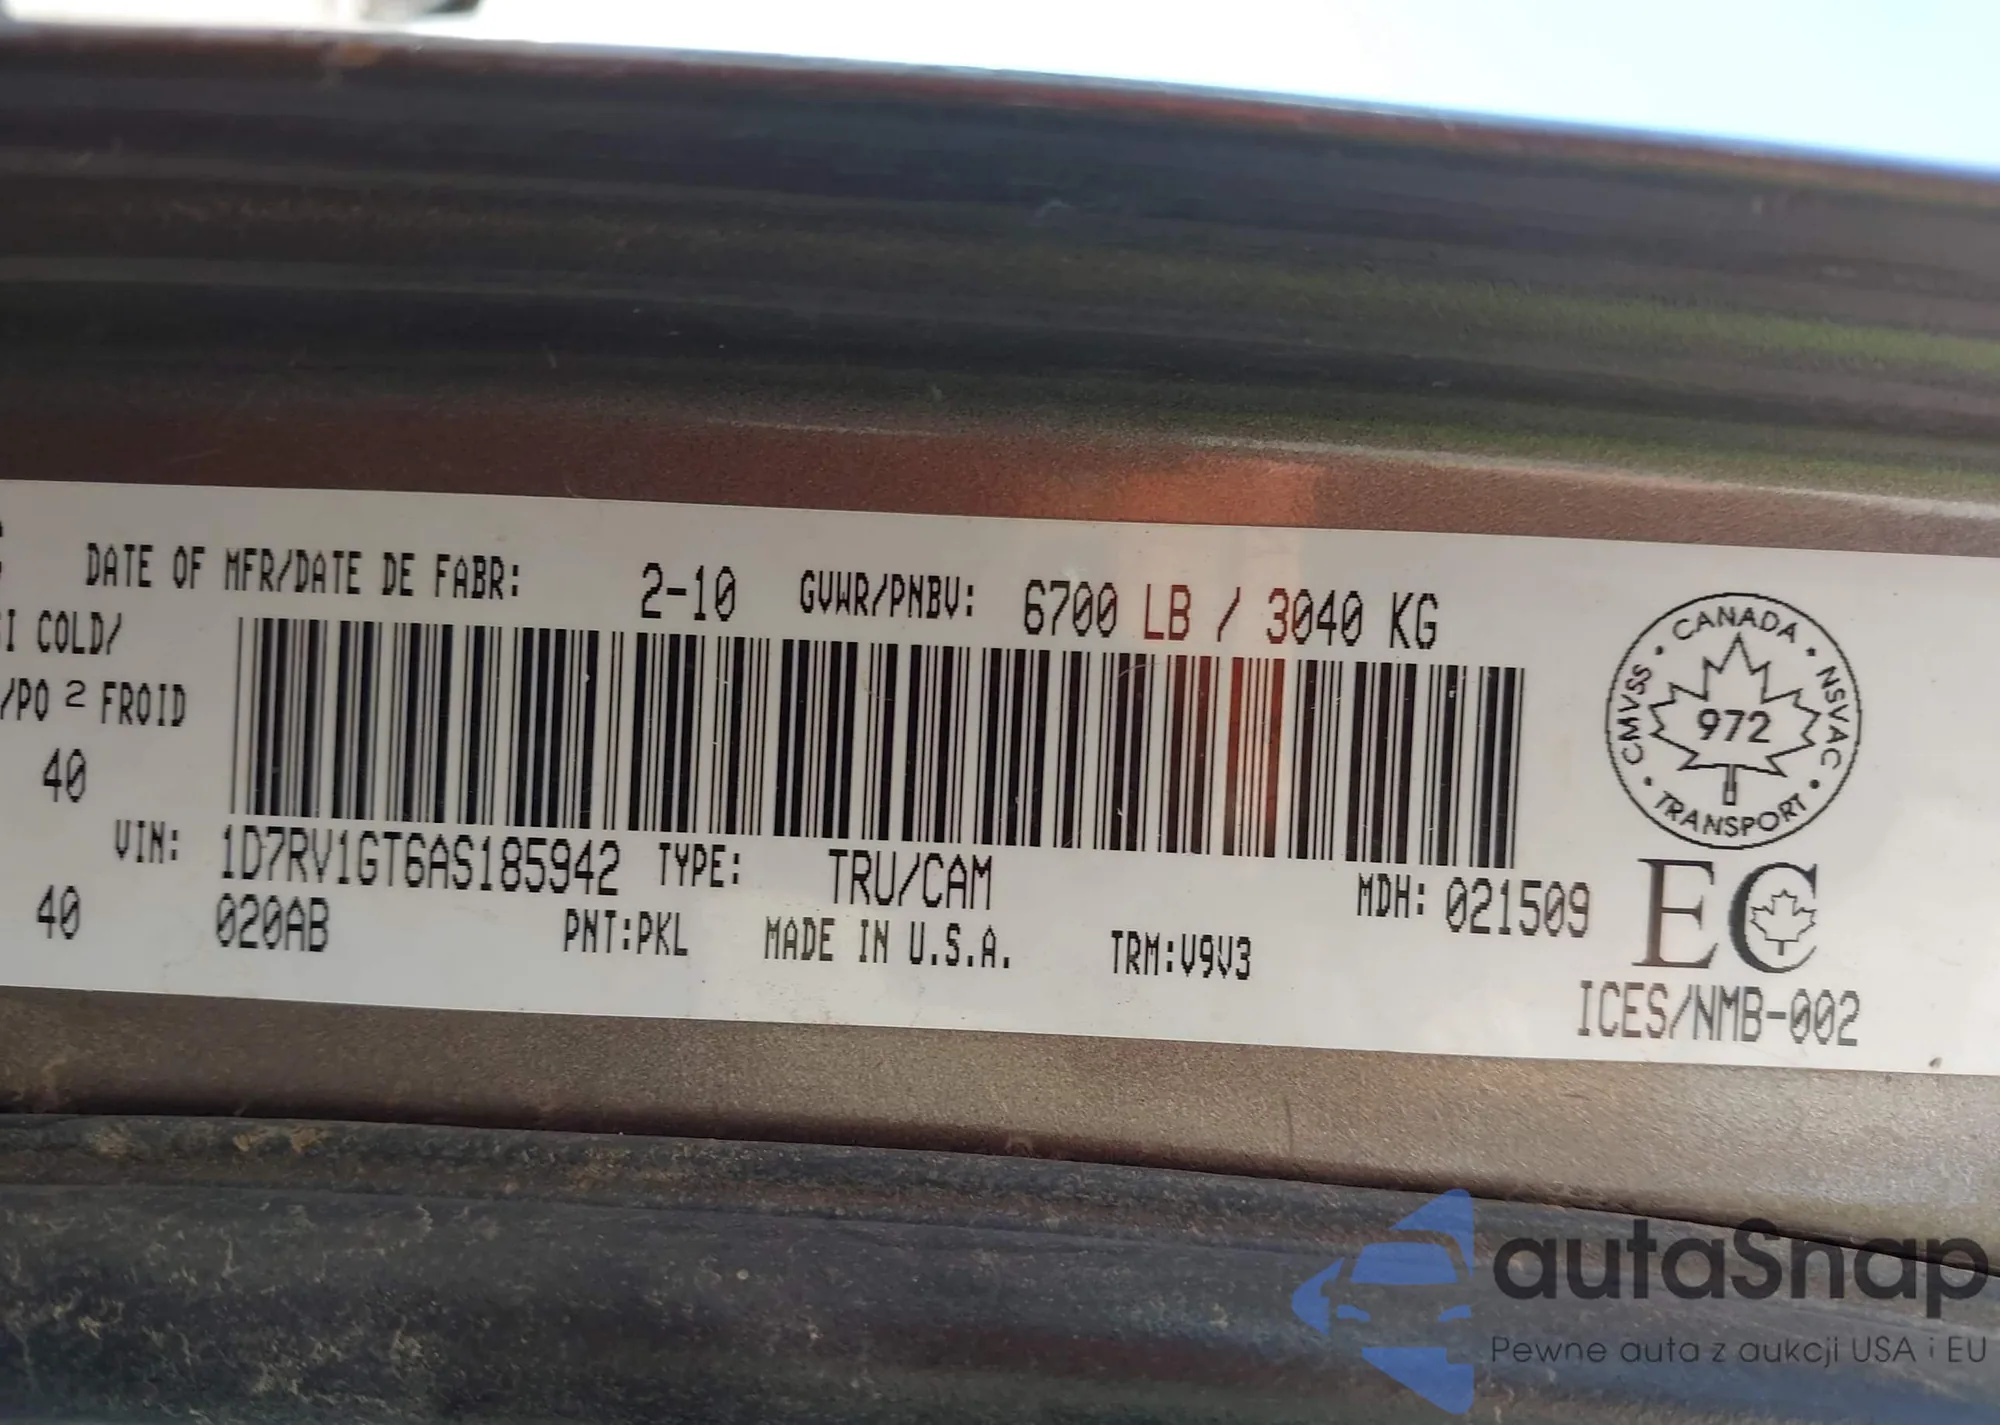 DATE OF MFR/DATE DE FABR: 2-10 GVWR/PNBV: 6700 LB / 3040 KG
COLD/
/PO 2 FROID
40
VIN: 1D7RV1GT6AS185942 TYPE: TRU/CAM MDH: 021509
40 020AB PNT:PKL MADE IN U.S.A. TRM:V9V3
CANADA · NSVAC · TRANSPORT · CMVSS ·
972
EC
ICES/NMB-002
autaSnap
Pewne auta z aukcji USA i EU